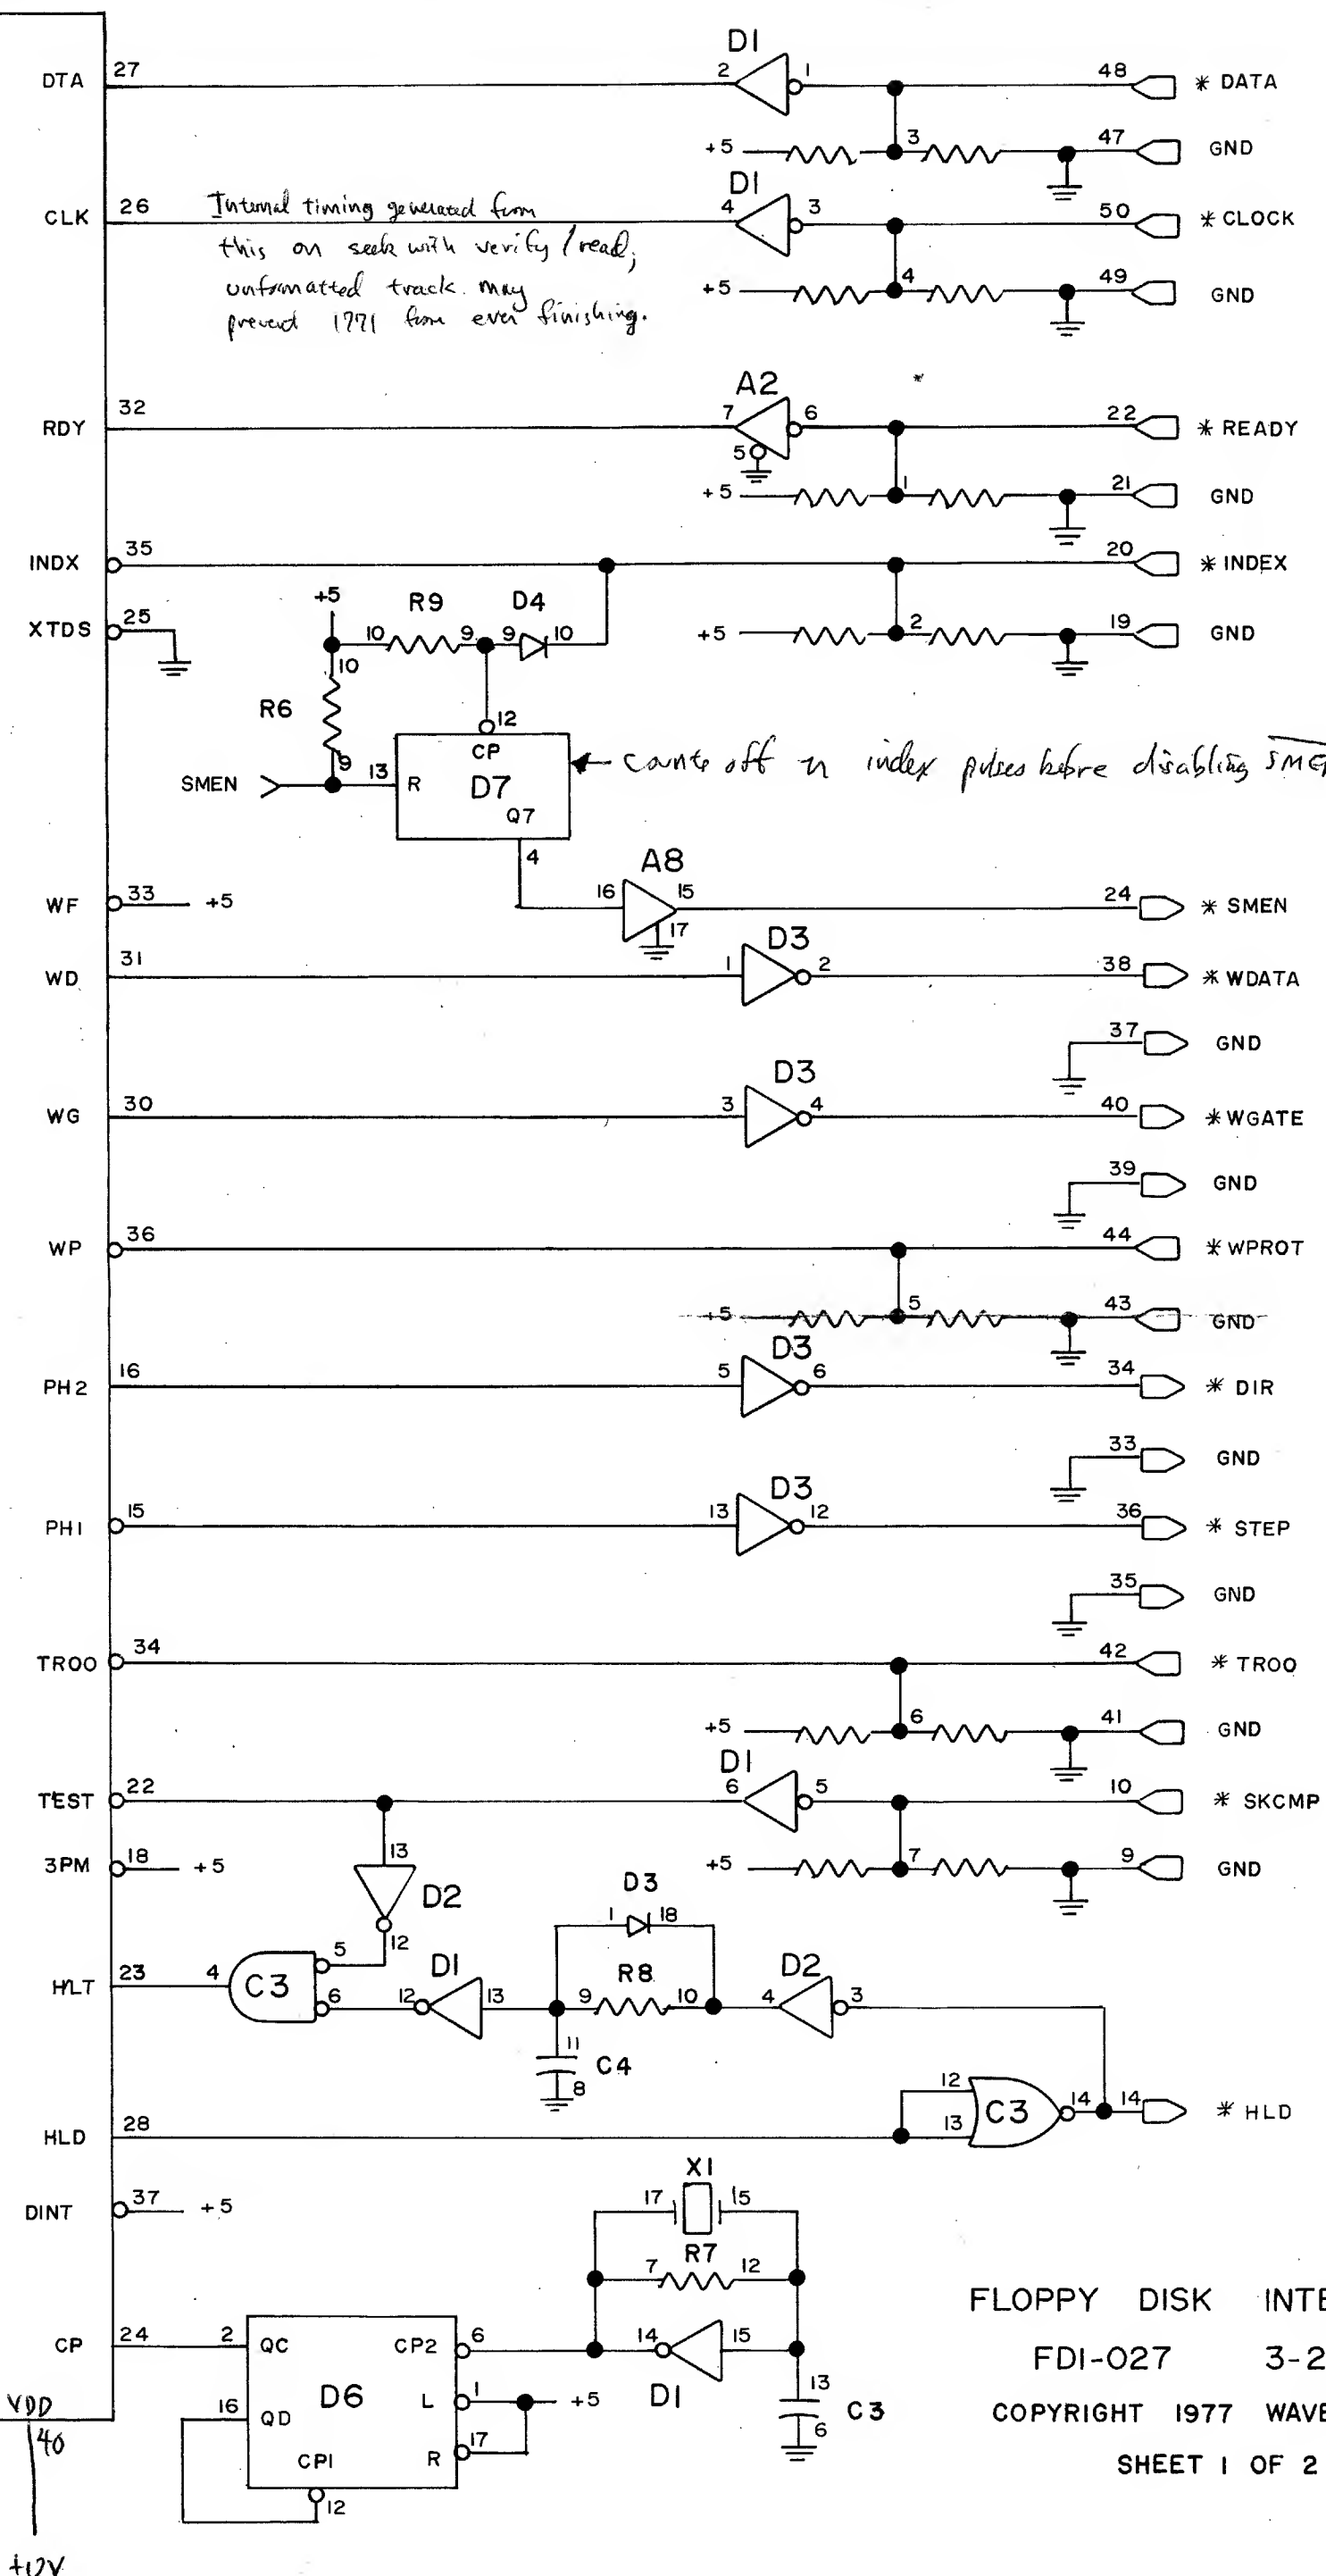 D1
DTA 27 2 1 48 * DATA
+5 3 47 GND
D1
CLK 26 4 3 50 * CLOCK
Internal timing generated from
this on seek with verify / read;
unformatted track may
prevent 1771 from ever finishing.
+5 4 49 GND
A2 *
RDY 32 7 6 22 * READY
5
+5 1 21 GND
INDX 35 20 * INDEX
+5 R9 D4
XTDS 25 10 9 9 10 +5 2 19 GND
10
R6
12
CP
9
SMEN 13 R D7
Q7
← counts off n index pulses before disabling
4
A8
WF 33 +5 16 15 24 * SMEN
17
D3
WD 31 1 2 38 * WDATA
37 GND
D3
WG 30 3 4 40 * WGATE
39 GND
WP 36 44 * WPROT
+5 5 43 GND
D3
PH2 16 5 6 34 * DIR
33 GND
D3
PH1 15 13 12 36 * STEP
35 GND
TROO 34 42 * TROO
+5 6 41 GND
D1
TEST 22 6 5 10 * SKCMP
3PM 18 +5 13 +5 7 9 GND
D2 D3
12 1 18
5 D1 R8 D2
HLT 23 4 C3 6 12 13 9 10 4 3
11
C4
8
12
C3 14 14 * HLD
13
HLD 28
X1
DINT 37 +5 17 15
R7
7 12
FLOPPY DISK
CP 24 2 QC CP2 6 14 15
D1
FDI-027
13
C3
6
D6 L 1 +5
VDD 16 QD
COPYRIGHT 1977
40 R 17
CP1
SHEET 1 OF 2
12
+12V